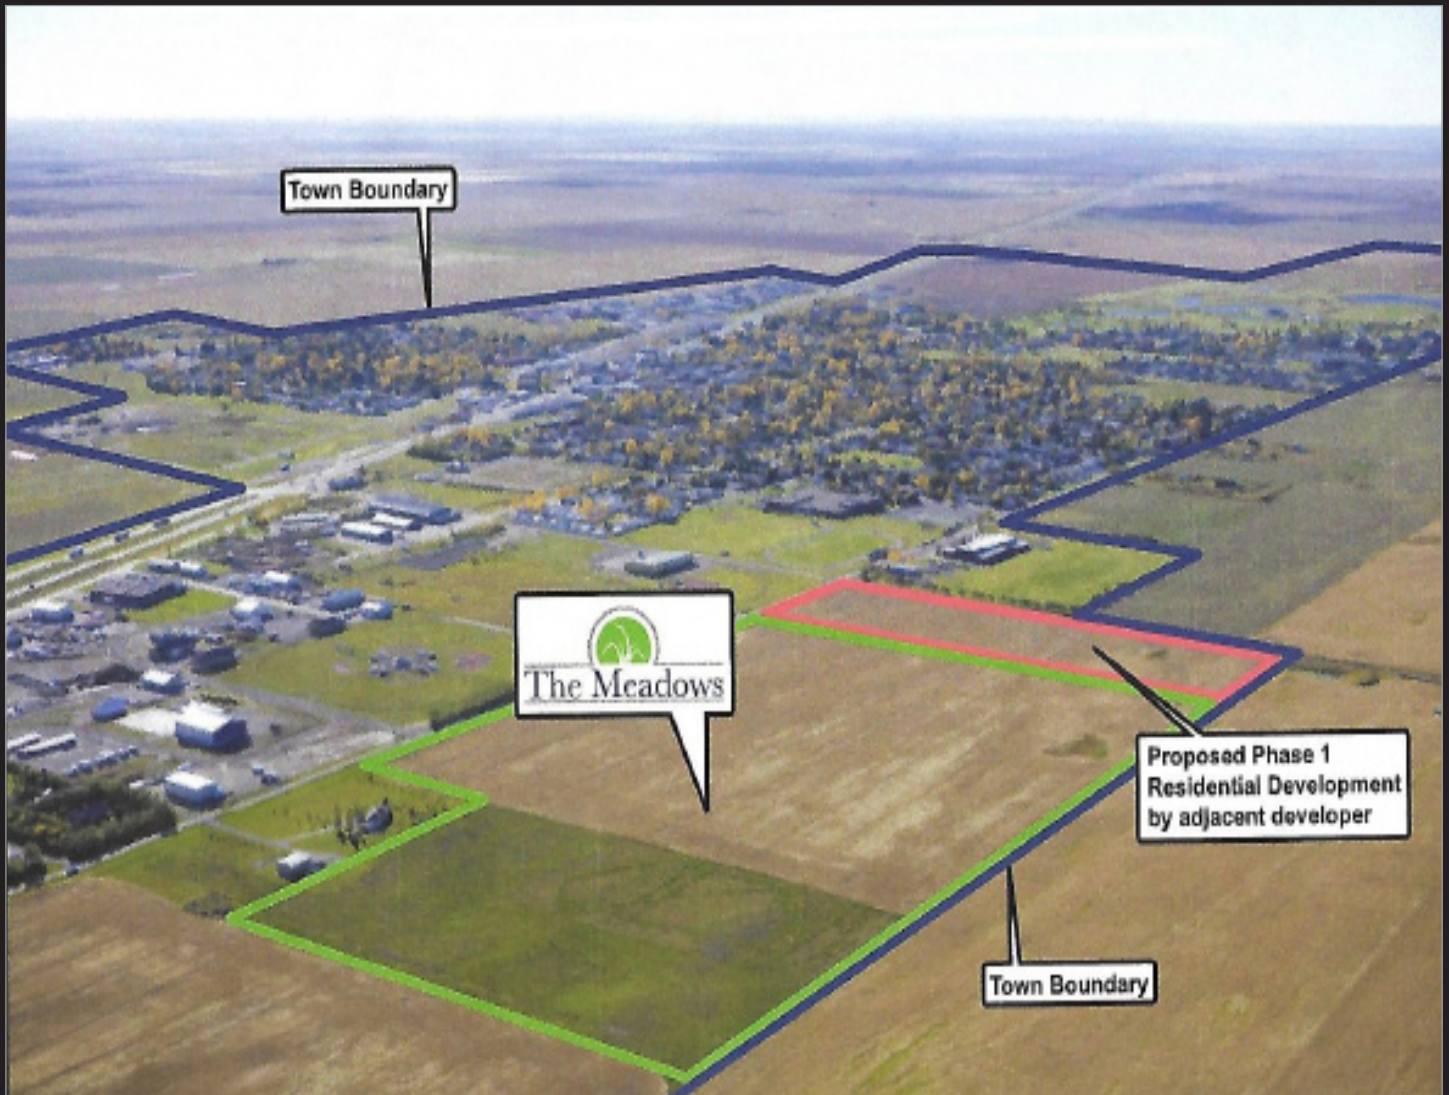 Town Boundary
The Meadows
Proposed Phase 1
Residential Development
by adjacent developer
Town Boundary